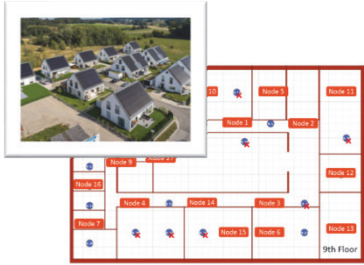 10
Node 5
Node 11
Node 1
Node 2
Node 9
Node 12
Node 16
Node 4
Node 14
Node 3
Node 7
Node 15
Node 6
Node 13
9th Floor